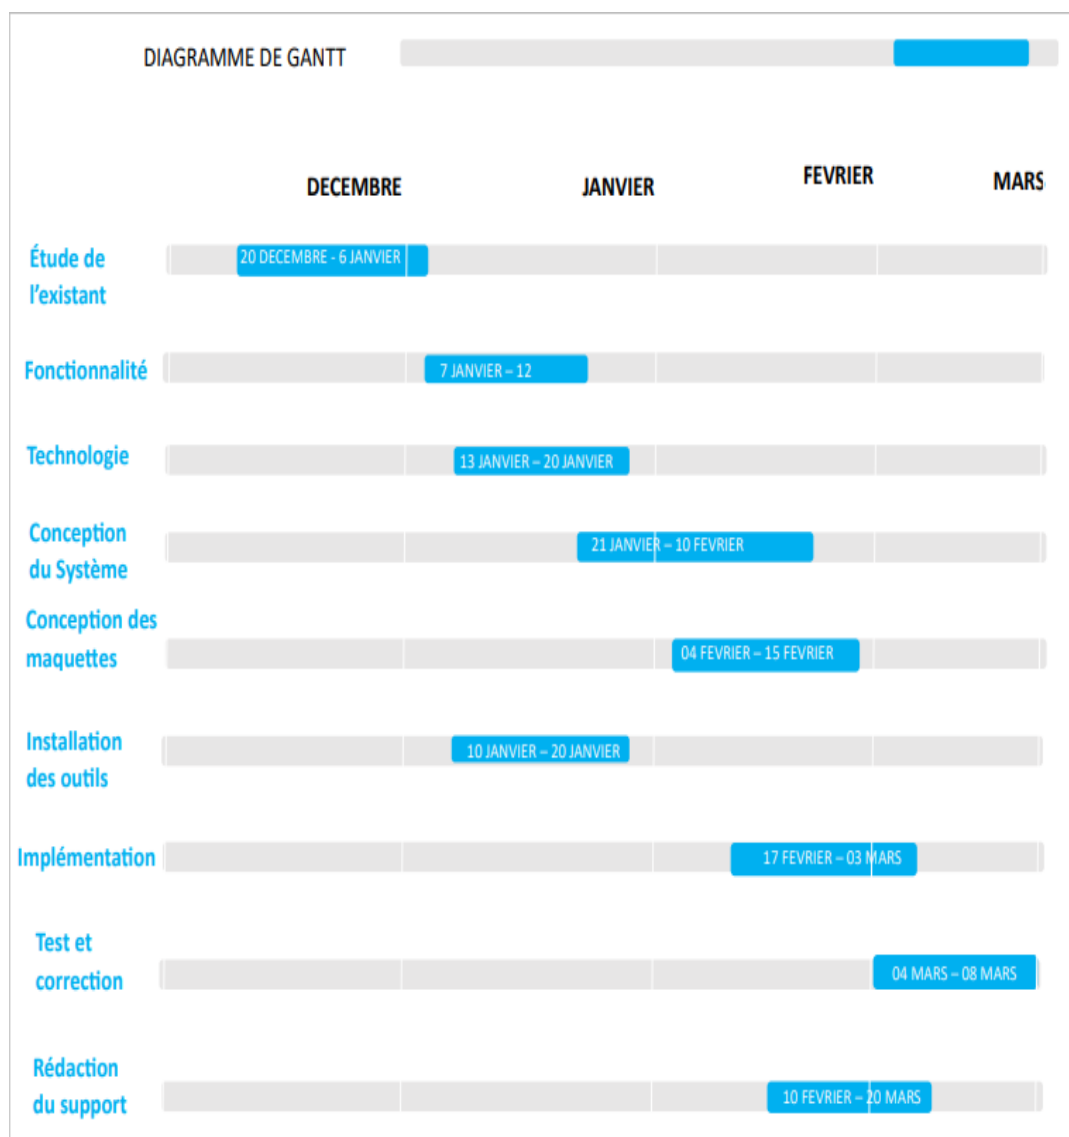 DIAGRAMME DE GANTT
DECEMBRE
JANVIER
FEVRIER
MARS
Étude de
l’existant
20 DECEMBRE - 6 JANVIER
Fonctionnalité
7 JANVIER – 12
Technologie
13 JANVIER – 20 JANVIER
Conception
du Système
21 JANVIER – 10 FEVRIER
Conception des
maquettes
04 FEVRIER – 15 FEVRIER
Installation
des outils
10 JANVIER – 20 JANVIER
Implémentation
17 FEVRIER – 03 MARS
Test et
correction
04 MARS – 08 MARS
Rédaction
du support
10 FEVRIER – 20 MARS